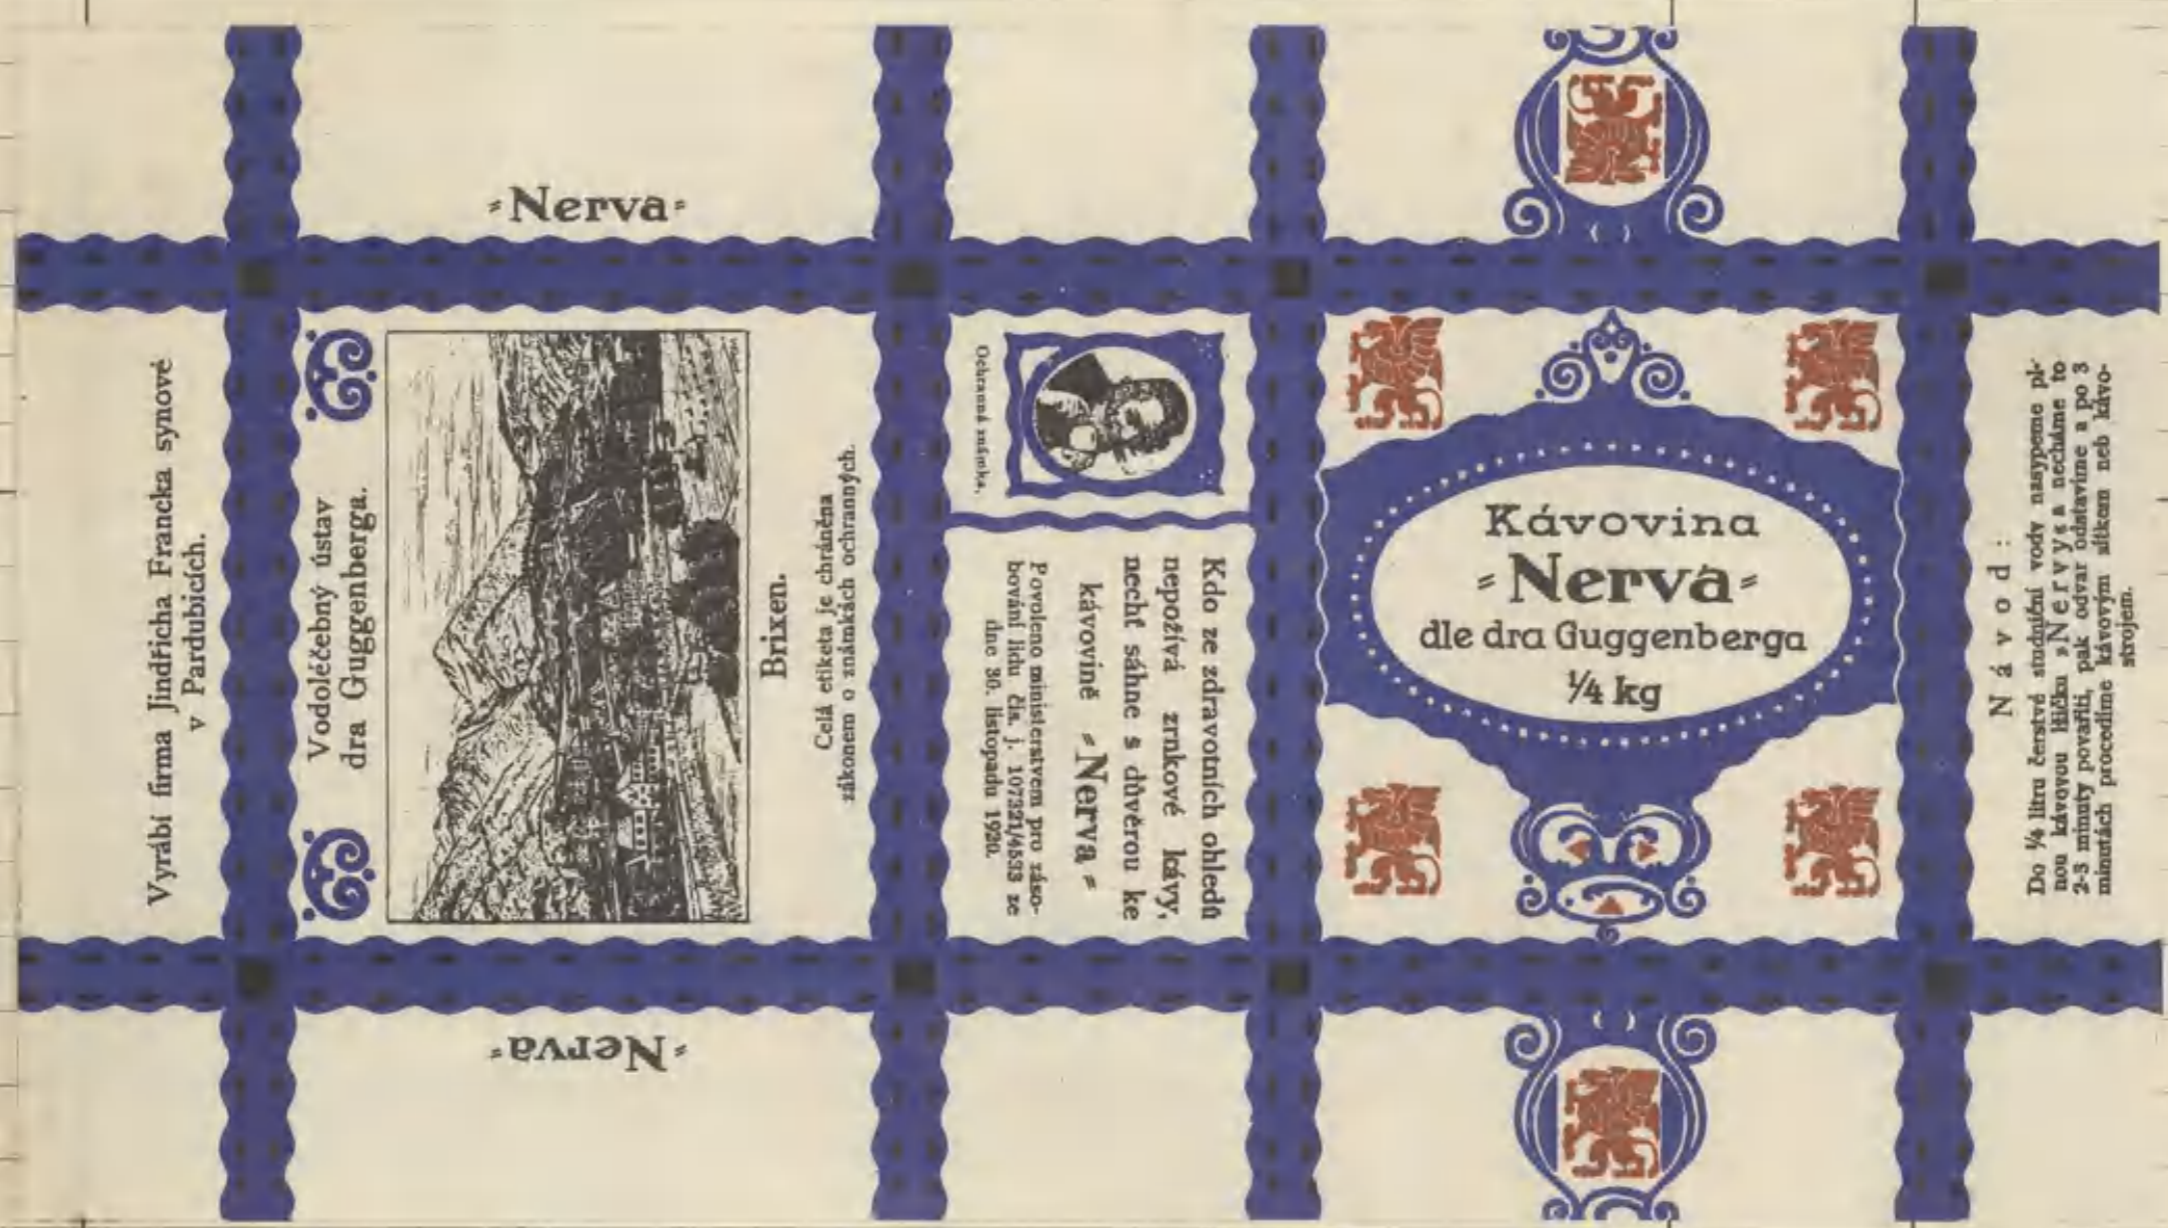 ⸗Nerva⸗
Vyrábí firma Jindřicha Francka synové
v Pardubicích.
Vodoléčebný ústav
dra Guggenberga.
Brixen.
Celá etiketa je chráněna
zákonem o známkách ochranných.
Ochranná známka.
Kdo ze zdravotních ohledů
nepožívá zrnkové kávy,
nechť sáhne s důvěrou ke
kávovině ⸗Nerva⸗
Povoleno ministerstvem pro záso-
bování lidu čís. j. 107321/4533 ze
dne 30. listopadu 1920.
Kávovina
⸗Nerva⸗
dle dra Guggenberga
¼ kg
Návod:
Do ¼ litru čerstvé studniční vody nasypeme pl-
nou kávovou lžičku »Nervy« a necháme to
2-3 minuty povařiti, pak odvar odstavíme a po 3
minutách procedíme kávovým sítkem neb kávo-
strojem.
⸗Nerva⸗